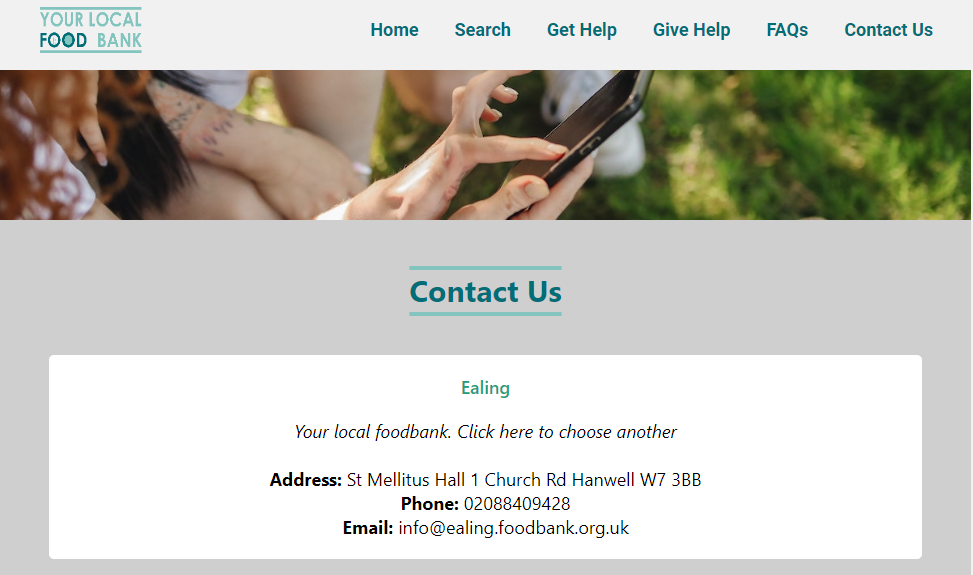 YOUR LOCAL
FOOD BANK
Home Search Get Help Give Help FAQs Contact Us
Contact Us
Ealing
Your local foodbank. Click here to choose another
Address: St Mellitus Hall 1 Church Rd Hanwell W7 3BB
Phone: 02088409428
Email: info@ealing.foodbank.org.uk